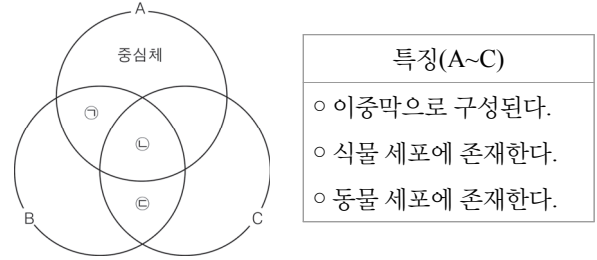 A
중심체
㉠
㉡
㉢
B
C
특징(A~C)
○ 이중막으로 구성된다.
○ 식물 세포에 존재한다.
○ 동물 세포에 존재한다.